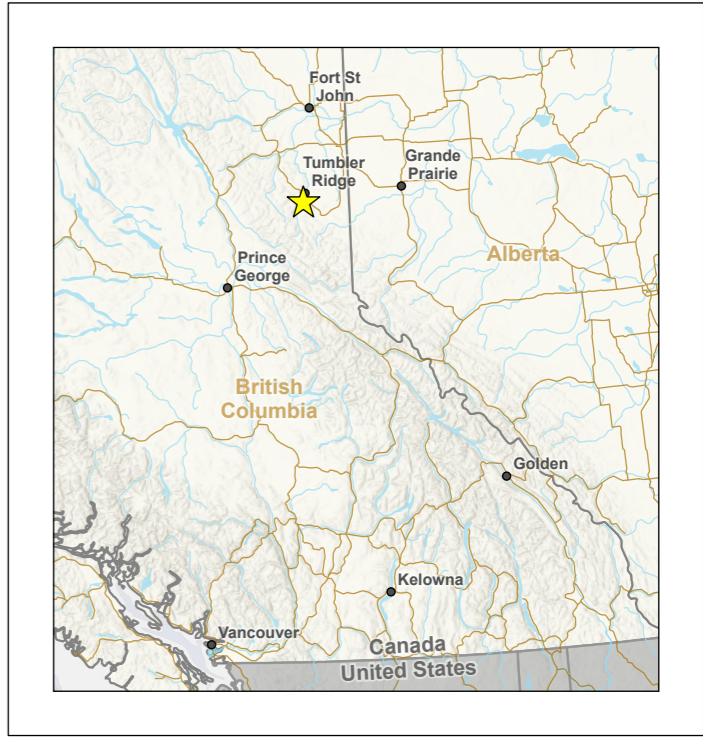 Fort St
John
Tumbler
Ridge
Grande
Prairie
Alberta
Prince
George
British
Columbia
Golden
Kelowna
Vancouver
Canada
United States